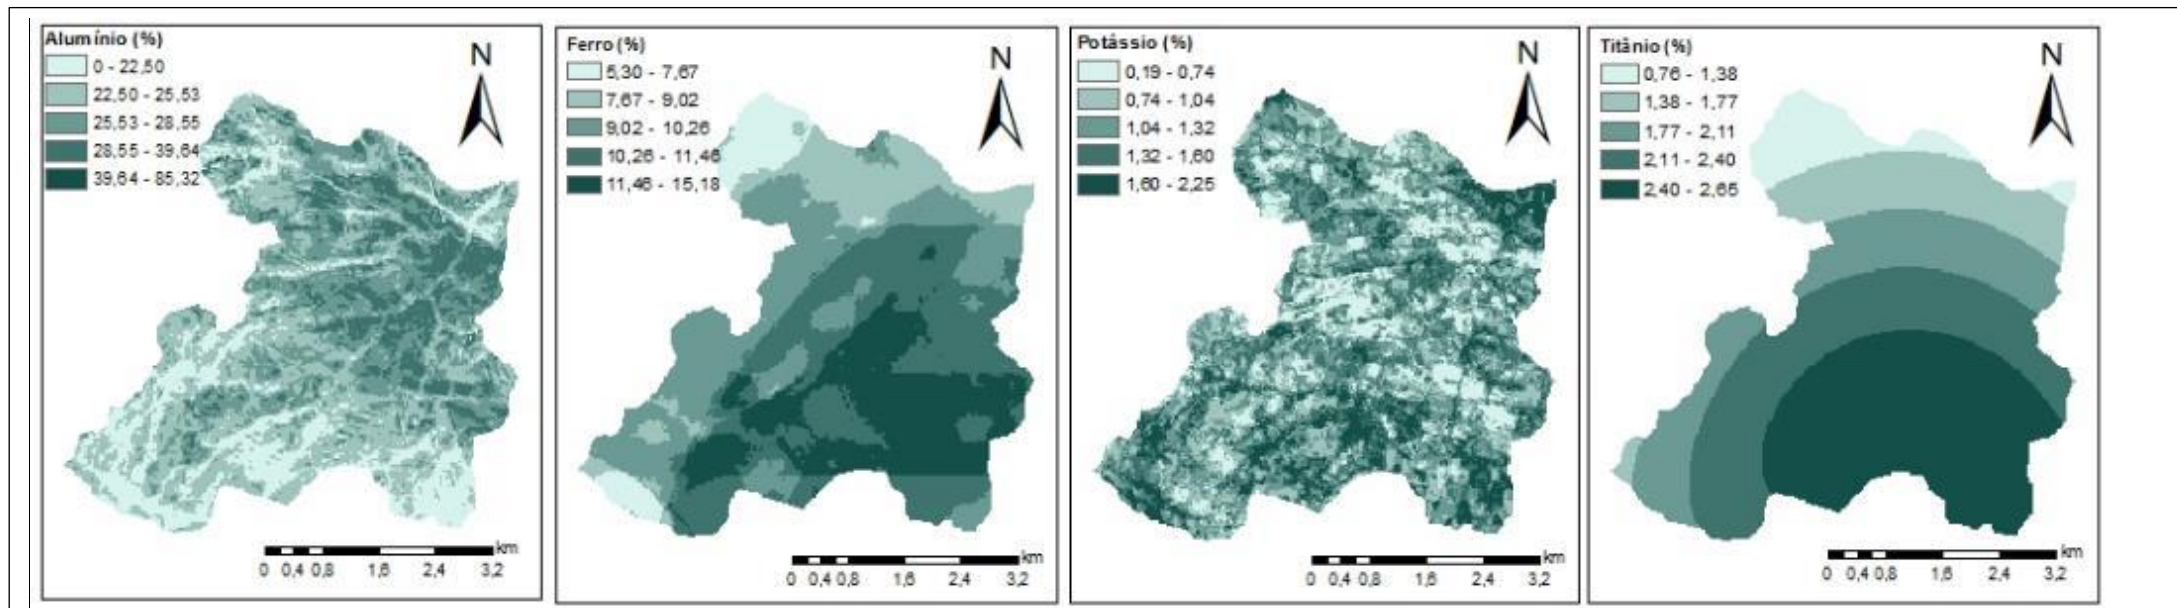 Alumínio (%)
0 - 22,50
22,50 - 25,53
25,53 - 28,55
28,55 - 39,64
39,64 - 85,32
N
km
0 0,4 0,8 1,6 2,4 3,2
Ferro (%)
5,30 - 7,67
7,67 - 9,02
9,02 - 10,26
10,26 - 11,46
11,46 - 15,18
N
km
0 0,4 0,8 1,6 2,4 3,2
Potássio (%)
0,19 - 0,74
0,74 - 1,04
1,04 - 1,32
1,32 - 1,60
1,60 - 2,25
N
km
0 0,4 0,8 1,6 2,4 3,2
Titânio (%)
0,76 - 1,38
1,38 - 1,77
1,77 - 2,11
2,11 - 2,40
2,40 - 2,65
N
km
0 0,4 0,8 1,6 2,4 3,2